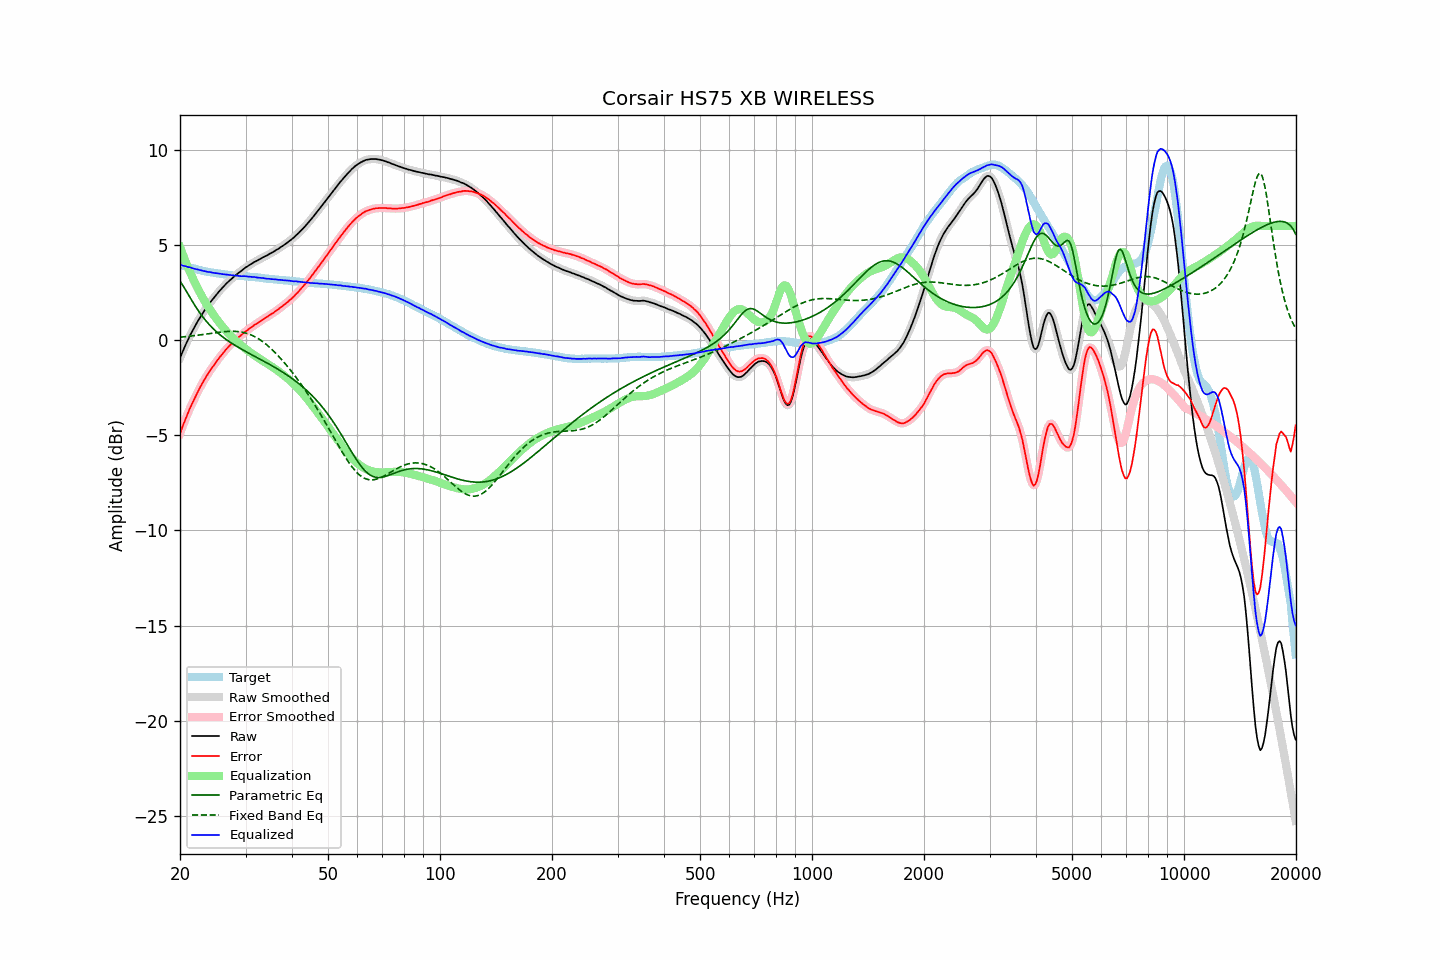 Corsair HS75 XB WIRELESS
Amplitude (dBr)
10
5
0
−5
−10
−15
−20
−25
Target
Raw Smoothed
Error Smoothed
Raw
Error
Equalization
Parametric Eq
Fixed Band Eq
Equalized
20
50
100
200
500
1000
2000
5000
10000
20000
Frequency (Hz)